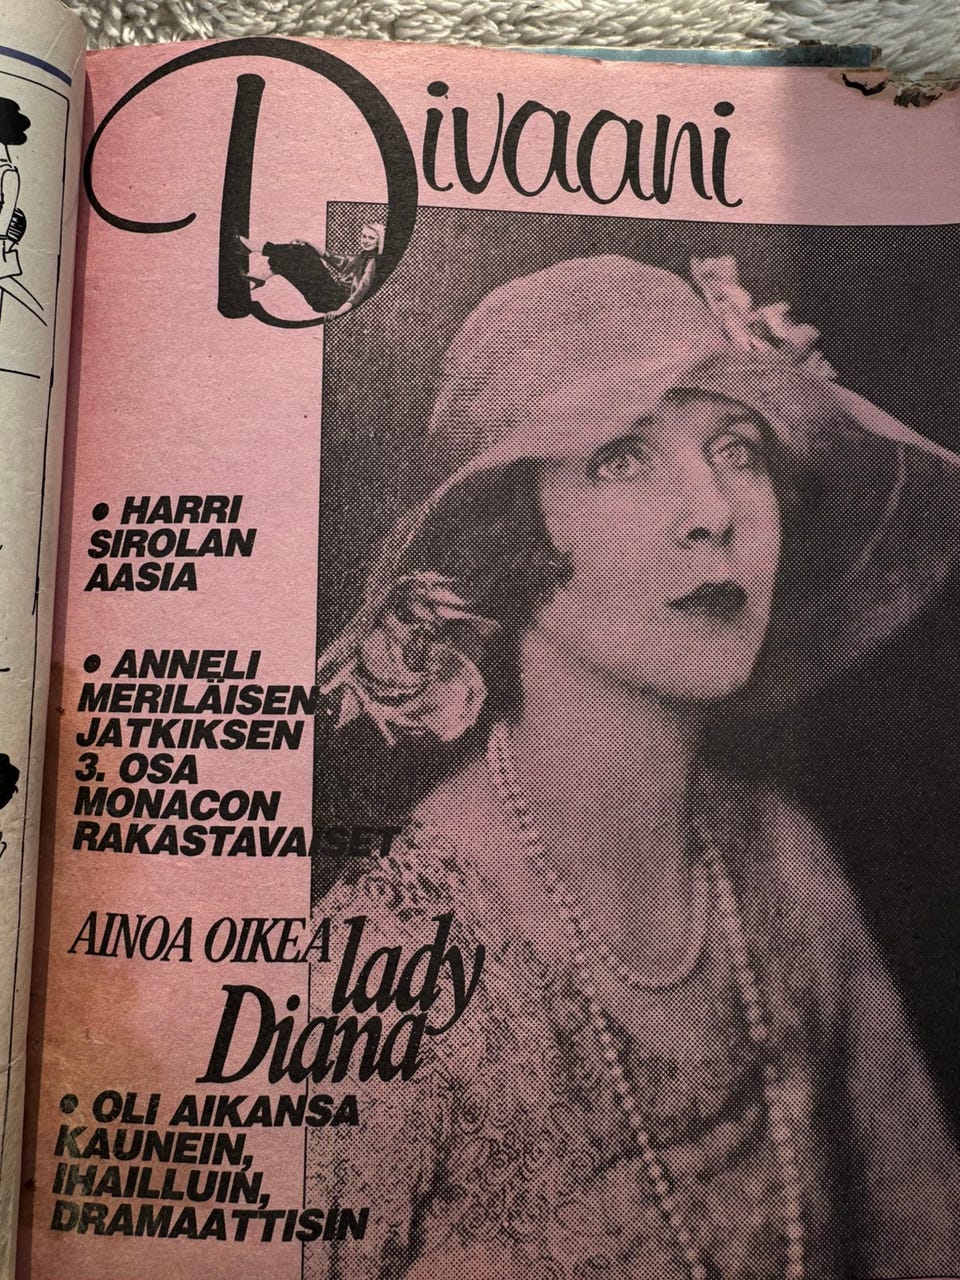 Divaani
• HARRI
SIROLAN
AASIA
• ANNELI
MERILÄISEN
JATKIKSEN
3. OSA
MONACON
RAKASTAVAISET
AINOA OIKEA lady
Diana
• OLI AIKANSA
KAUNEIN,
IHAILLUIN,
DRAMAATTISIN